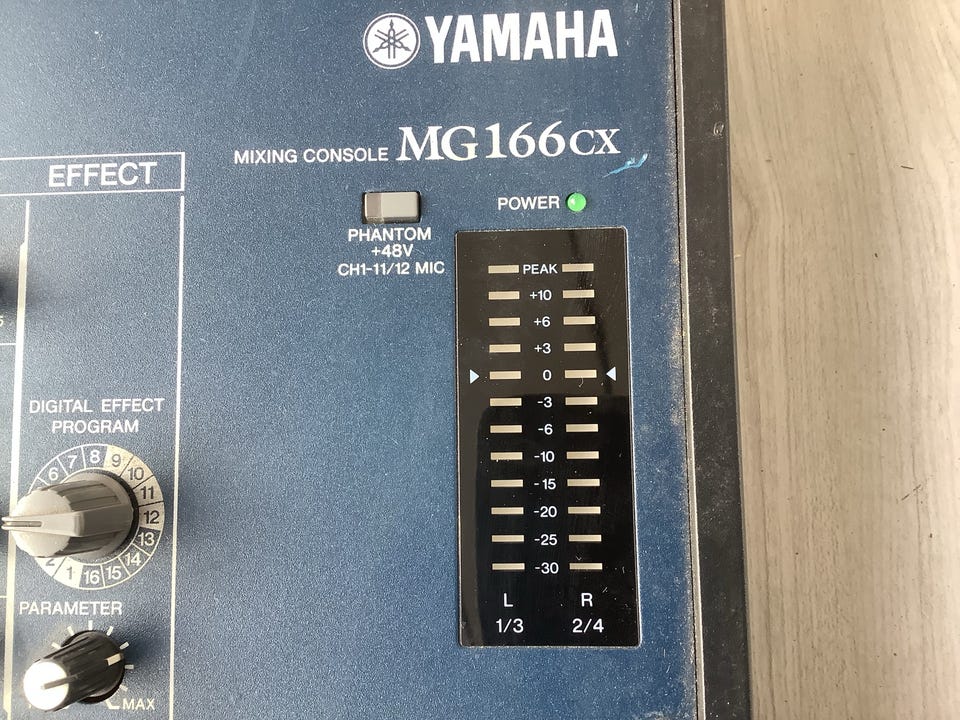 YAMAHA
MIXING CONSOLE MG166CX
EFFECT
POWER
PHANTOM
+48V
CH1-11/12 MIC
PEAK
+10
+6
+3
0
-3
-6
-10
-15
-20
-25
-30
L R
1/3 2/4
DIGITAL EFFECT
PROGRAM
6 7 8 9 10 11 12 13 14 15 16 1 2
PARAMETER
MAX